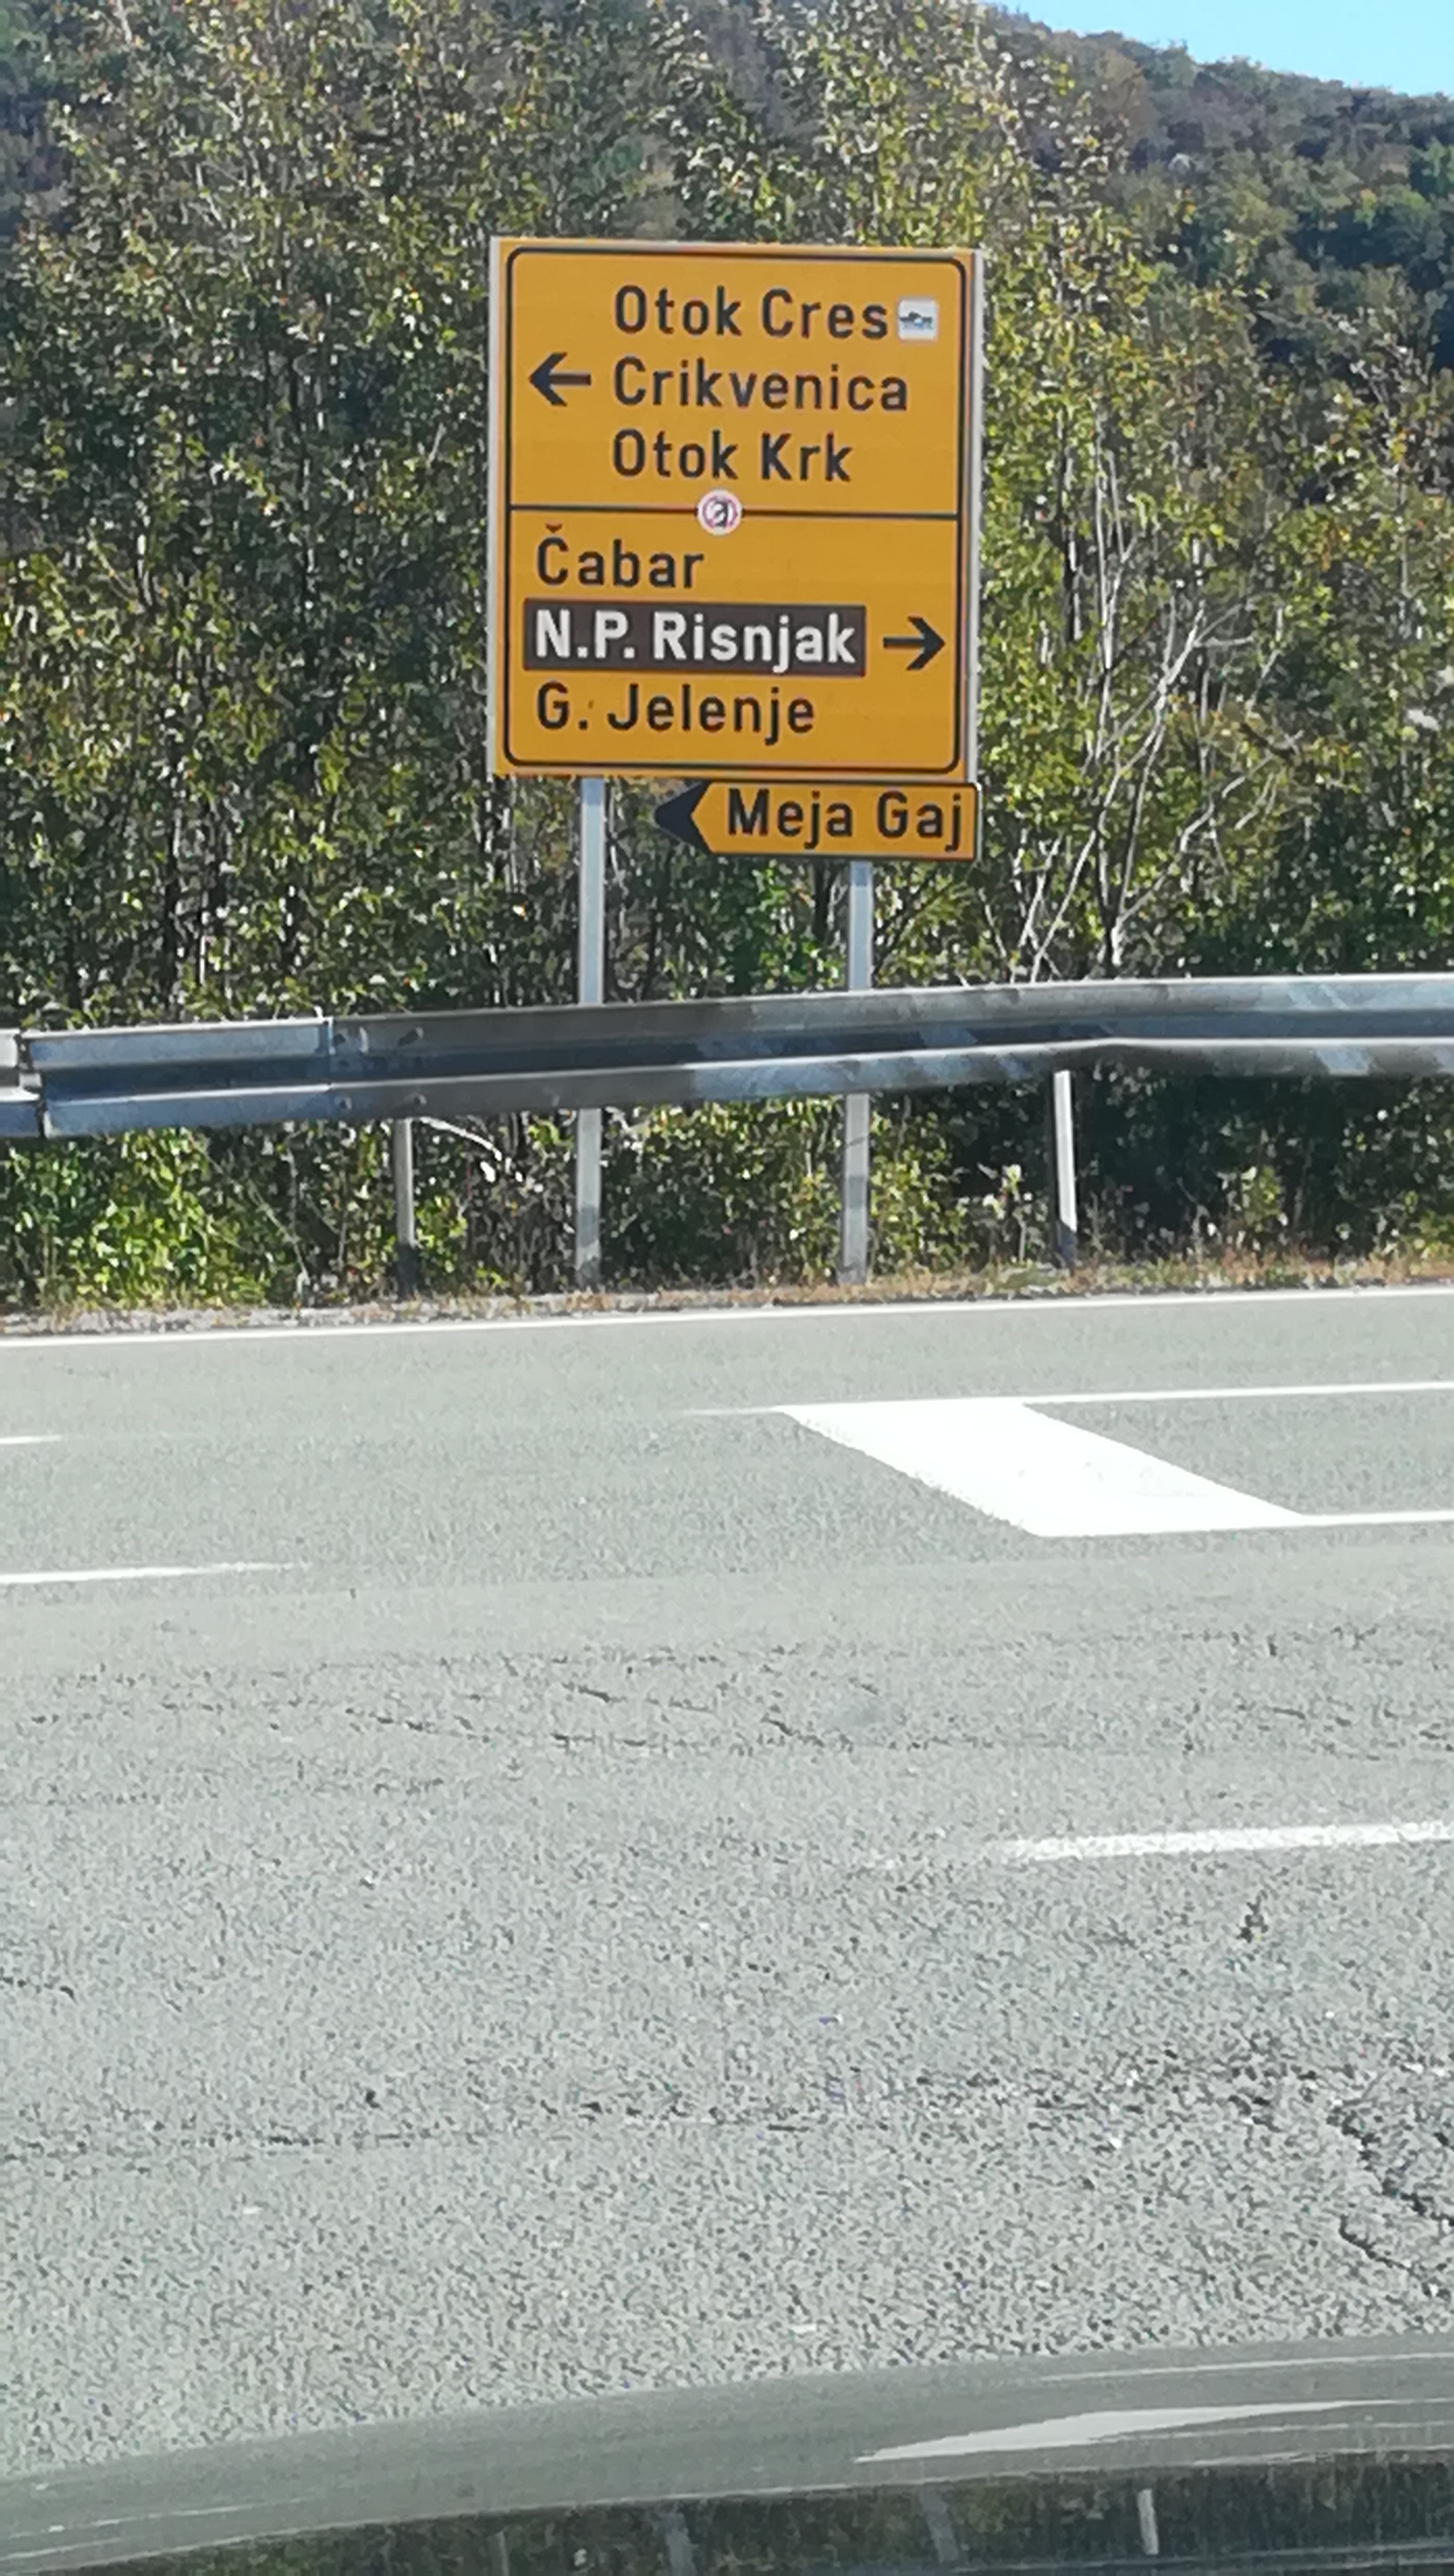 Otok Cres
Crikvenica
Otok Krk
Čabar
N.P. Risnjak
G. Jelenje
Meja Gaj